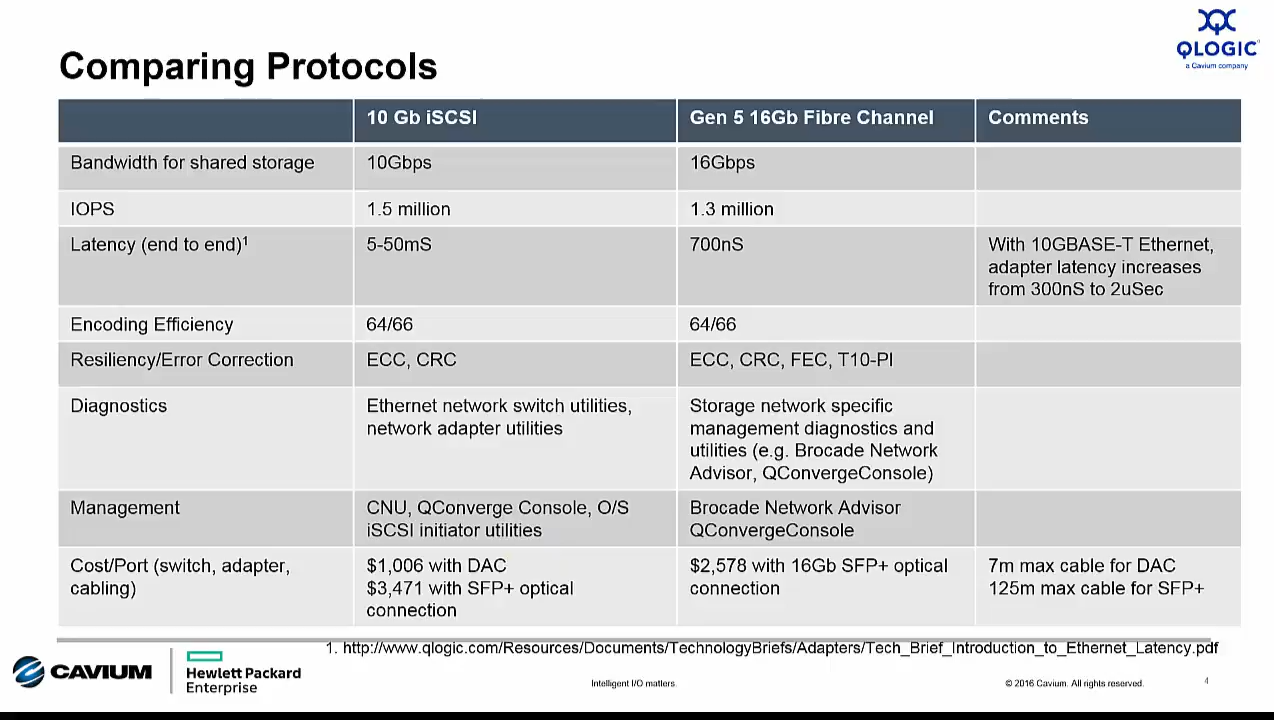 QLOGIC
a Cavium company
Comparing Protocols
10 Gb iSCSI
Gen 5 16Gb Fibre Channel
Comments
Bandwidth for shared storage
10Gbps
16Gbps
IOPS
1.5 million
1.3 million
Latency (end to end)¹
5-50mS
700nS
With 10GBASE-T Ethernet,
adapter latency increases
from 300nS to 2uSec
Encoding Efficiency
64/66
64/66
Resiliency/Error Correction
ECC, CRC
ECC, CRC, FEC, T10-PI
Diagnostics
Ethernet network switch utilities,
network adapter utilities
Storage network specific
management diagnostics and
utilities (e.g. Brocade Network
Advisor, QConvergeConsole)
Management
CNU, QConverge Console, O/S
iSCSI initiator utilities
Brocade Network Advisor
QConvergeConsole
Cost/Port (switch, adapter,
cabling)
$1,006 with DAC
$3,471 with SFP+ optical
connection
$2,578 with 16Gb SFP+ optical
connection
7m max cable for DAC
125m max cable for SFP+
1. http://www.qlogic.com/Resources/Documents/TechnologyBriefs/Adapters/Tech_Brief_Introduction_to_Ethernet_Latency.pdf
CAVIUM
Hewlett Packard
Enterprise
Intelligent I/O matters.
© 2016 Cavium. All rights reserved.
4